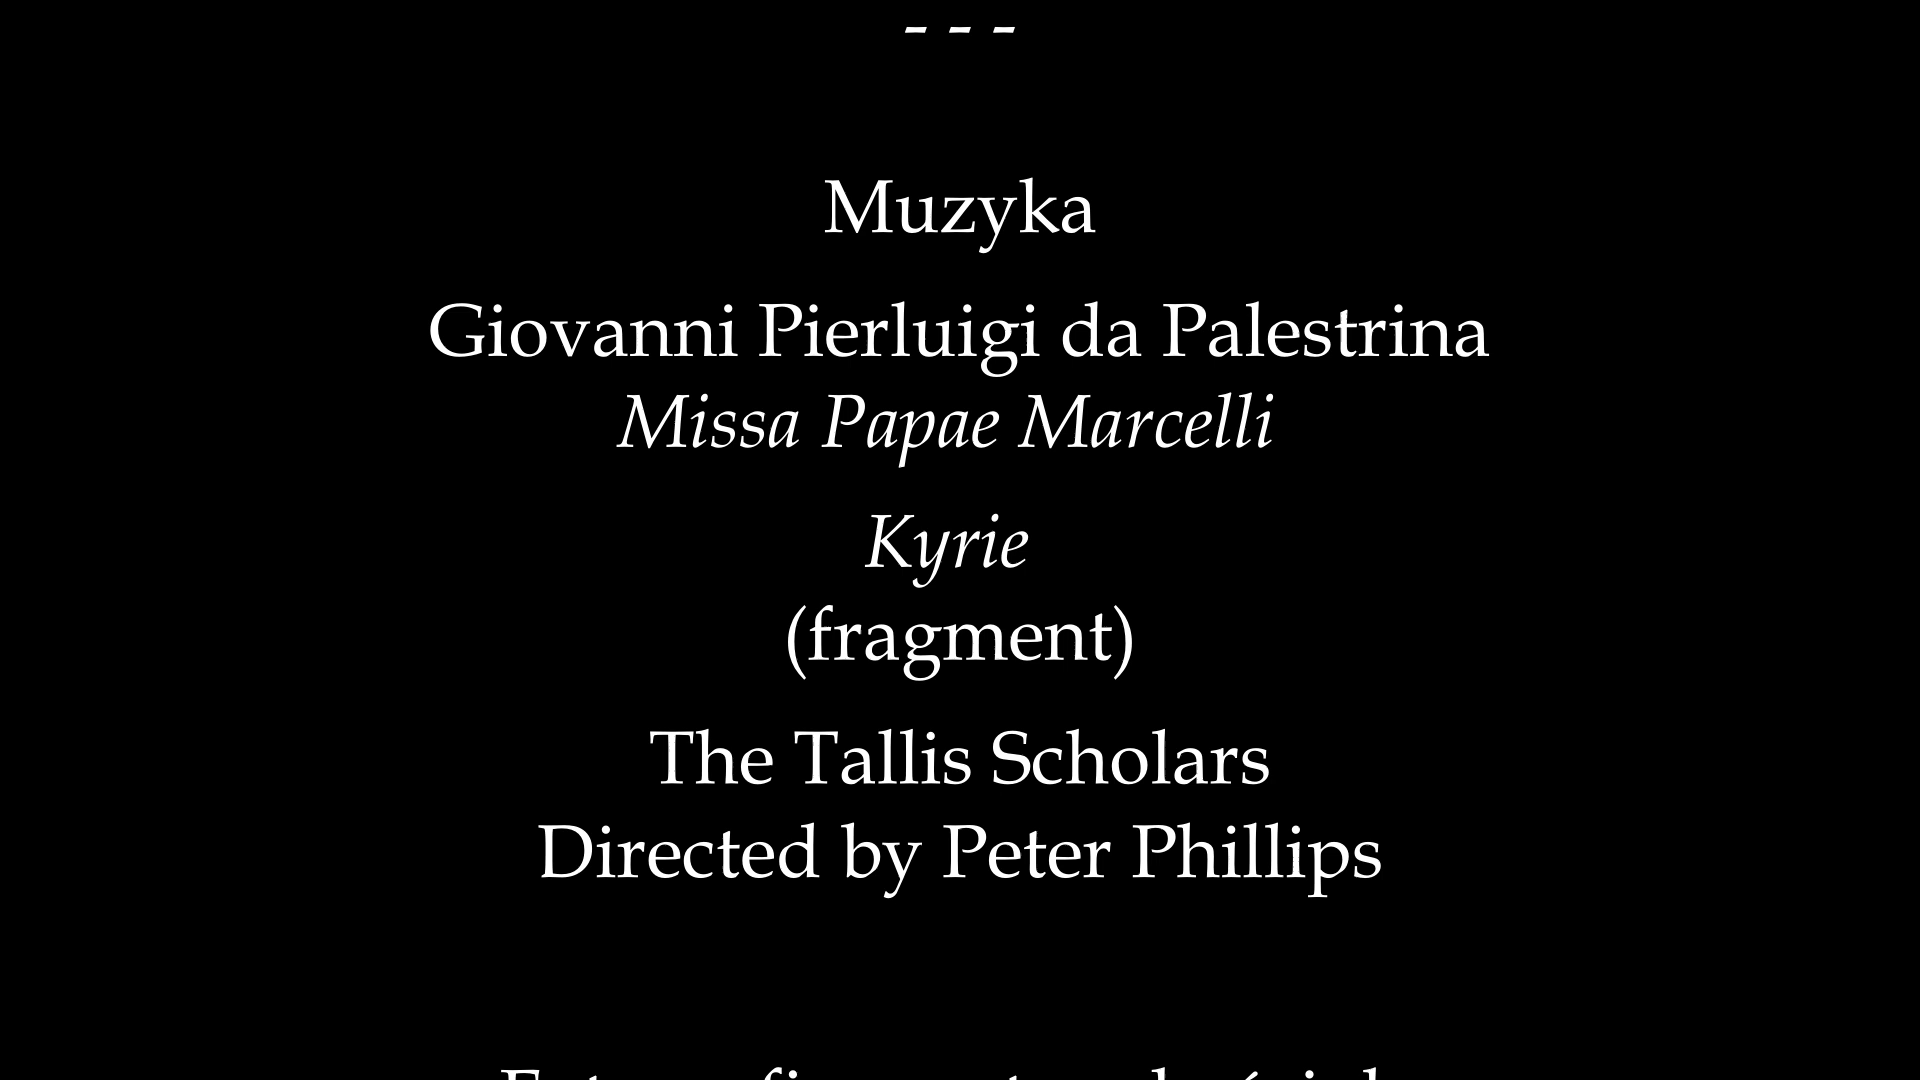 - - -
Muzyka
Giovanni Pierluigi da Palestrina
Missa Papae Marcelli
Kyrie
(fragment)
The Tallis Scholars
Directed by Peter Phillips